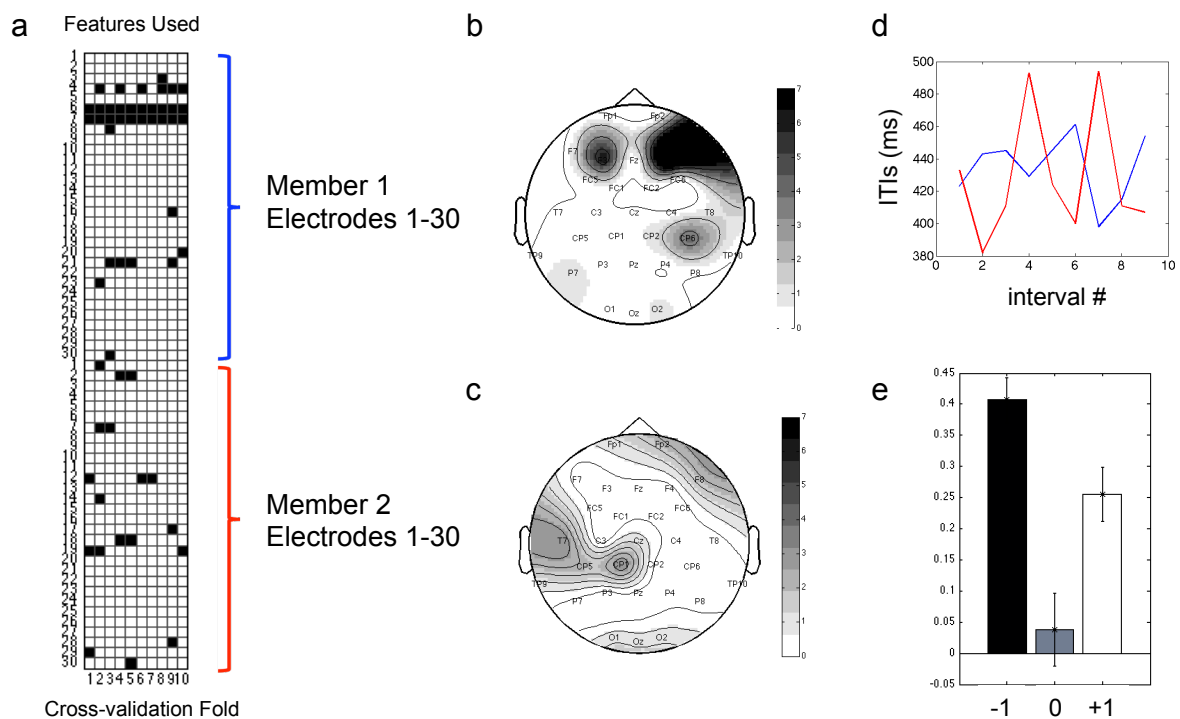 a
Features Used
1
2
3
4
5
6
7
8
9
10
11
12
13
14
15
16
17
18
19
20
21
22
23
24
25
26
27
28
29
30
1
2
3
4
5
6
7
8
9
10
11
12
13
14
15
16
17
18
19
20
21
22
23
24
25
26
27
28
29
30
1 2 3 4 5 6 7 8 9 10
Cross-validation Fold
Member 1
Electrodes 1-30
Member 2
Electrodes 1-30
b
Fp1 Fp2
F7 Fz
FC5 FC1 FC2 FC6
T7 C3 Cz C4 T8
CP5 CP1 CP2 CP6
TP9 TP10
P7 P3 Pz P4 P8
O1 Oz O2
7
6
5
4
3
2
1
0
c
Fp1 Fp2
F7 F3 Fz F4 F8
FC5 FC1 FC2 FC6
T7 C3 Cz C4 T8
CP5 CP1 CP2 CP6
TP9 TP10
P7 P3 Pz P4 P8
O1 Oz O2
7
6
5
4
3
2
1
0
d
500
480
460
440
420
400
380
ITIs (ms)
0 2 4 6 8 10
interval #
e
0.45
0.4
0.35
0.3
0.25
0.2
0.15
0.1
0.05
0
-0.05
-1 0 +1